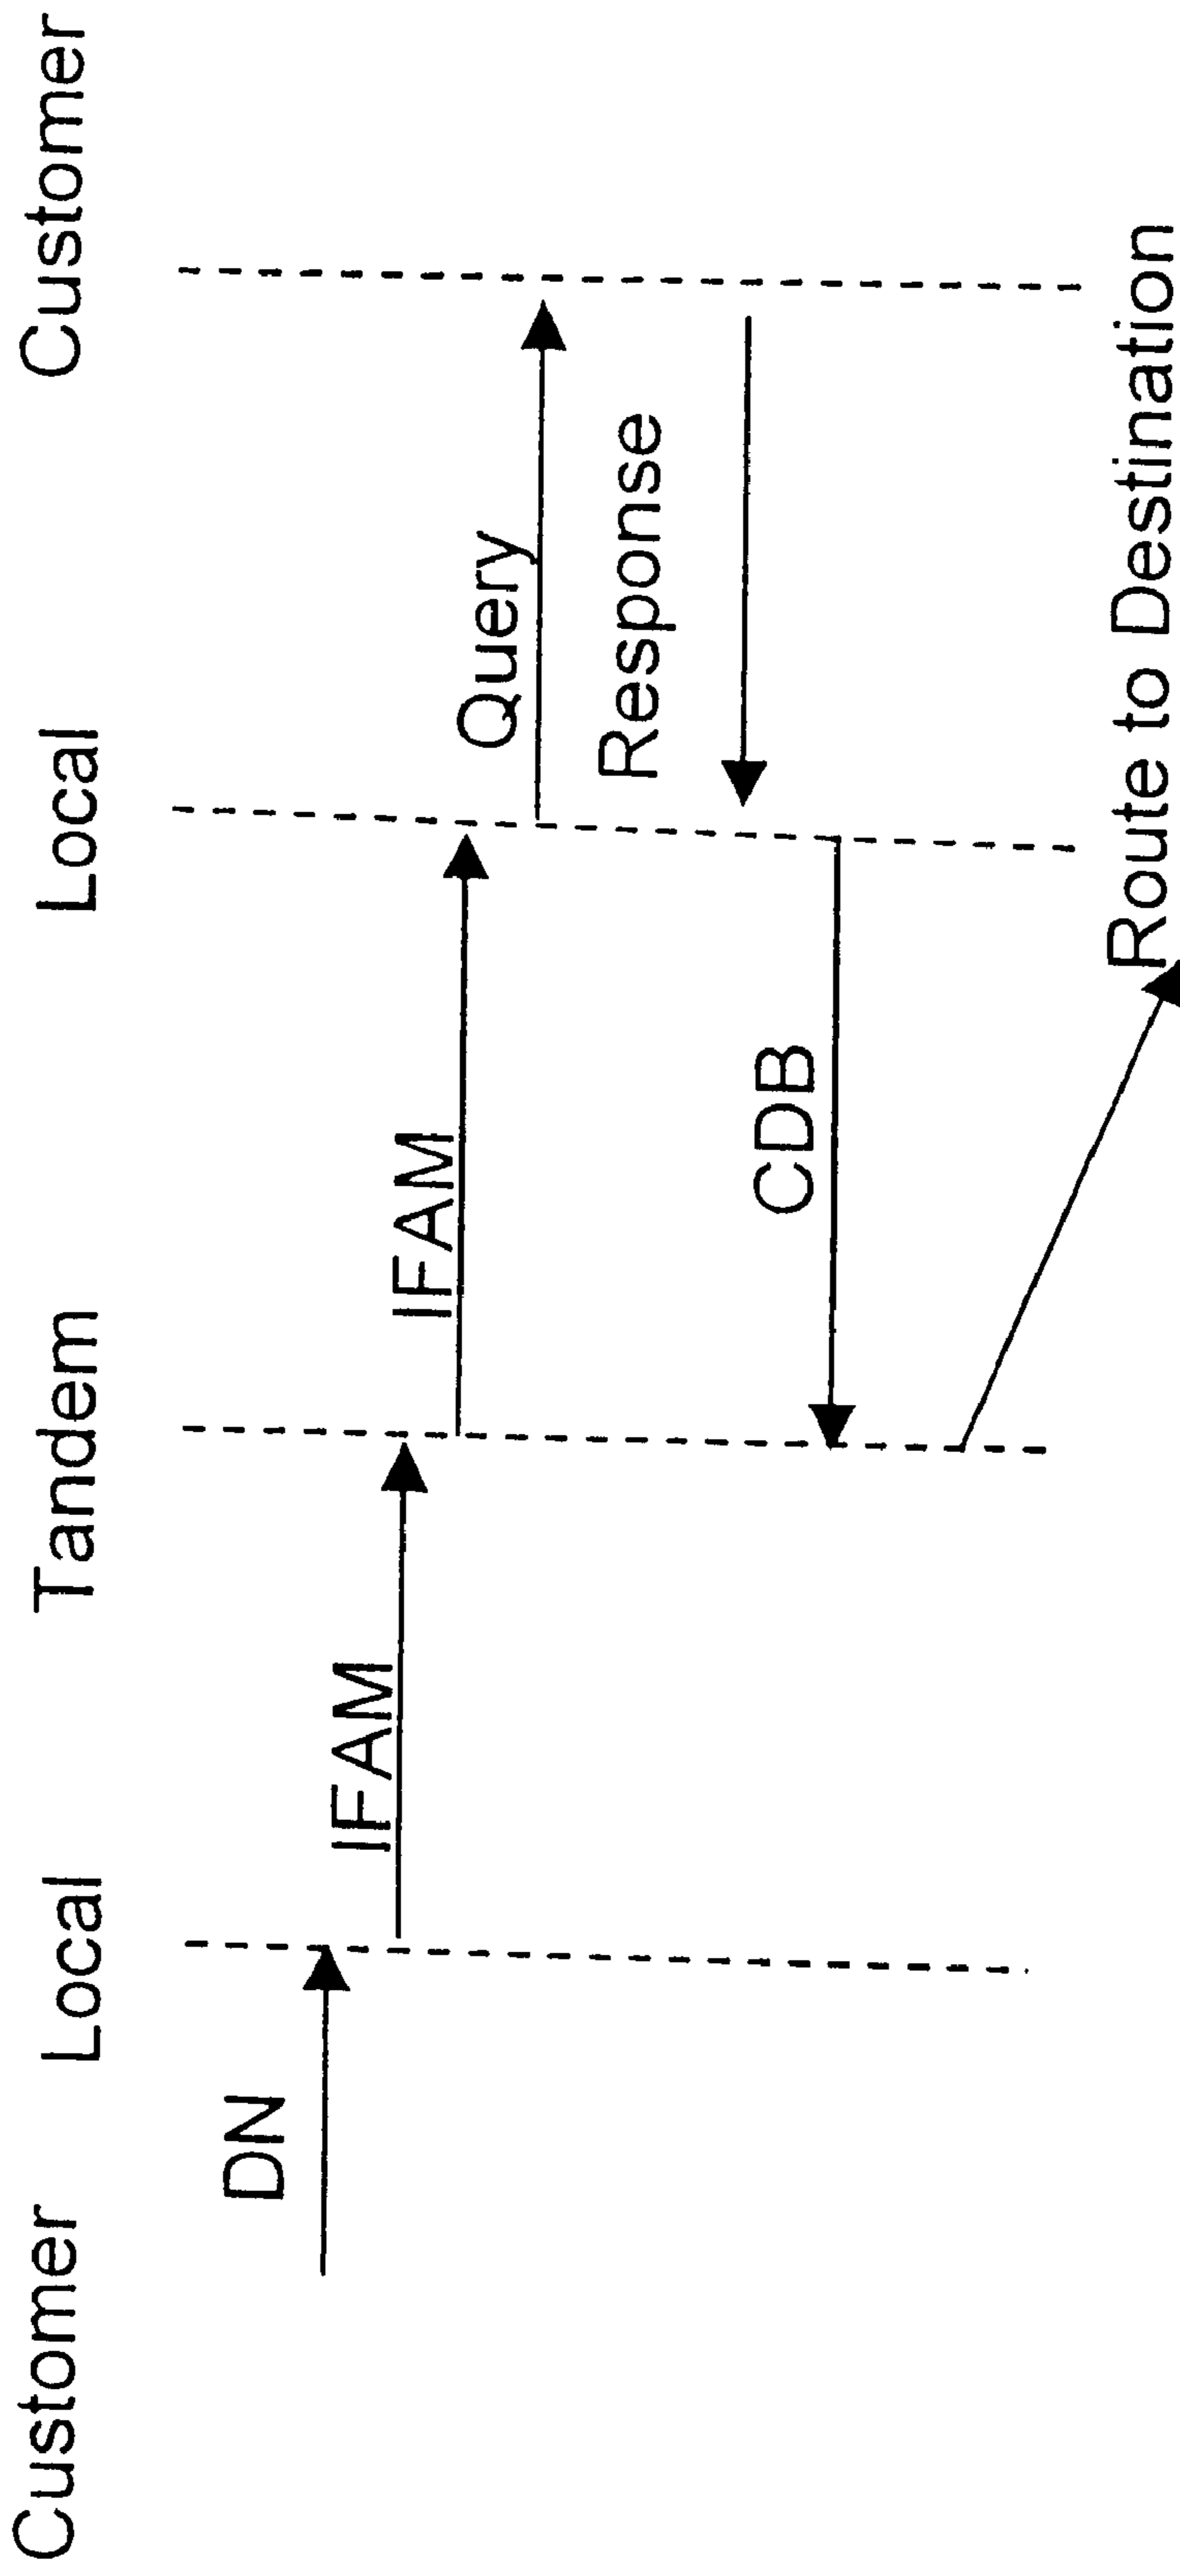 Customer
Local
Tandem
Local
Customer
DN
IFAM
IFAM
Query
Response
CDB
Route to Destination